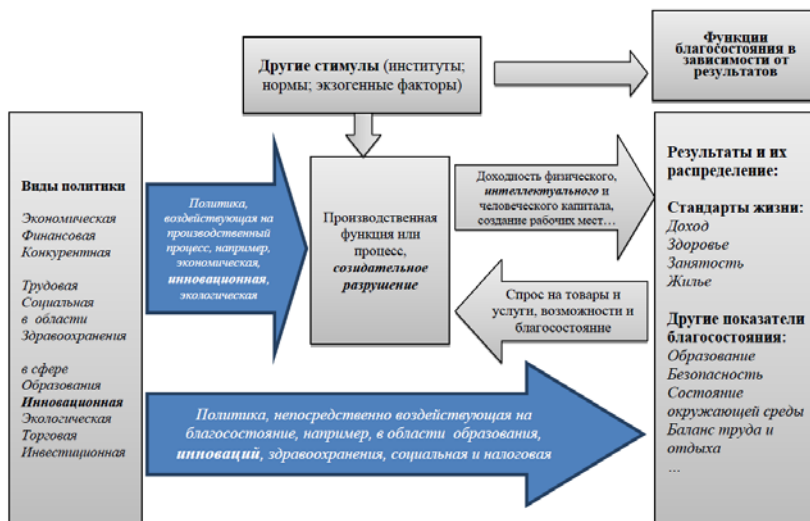 Другие стимулы (институты;
нормы; экзогенные факторы)
Функции
благосостояния в
зависимости от
результатов
Виды политики
Экономическая
Финансовая
Конкурентная
Трудовая
Социальная
в области
Здравоохранения
в сфере
Образования
Инновационная
Экологическая
Торговая
Инвестиционная
Политика,
воздействующая на
производственный
процесс, например,
экономическая,
инновационная,
экологическая
Производственная
функция или
процесс,
созидательное
разрушение
Доходность физического,
интеллектуального и
человеческого капитала,
создание рабочих мест…
Спрос на товары и
услуги, возможности и
благосостояние
Политика, непосредственно воздействующая на
благосостояние, например, в области образования,
инноваций, здравоохранения, социальная и налоговая
Результаты и их
распределение:
Стандарты жизни:
Доход
Здоровье
Занятость
Жилье
Другие показатели
благосостояния:
Образование
Безопасность
Состояние
окружающей среды
Баланс труда и
отдыха
…